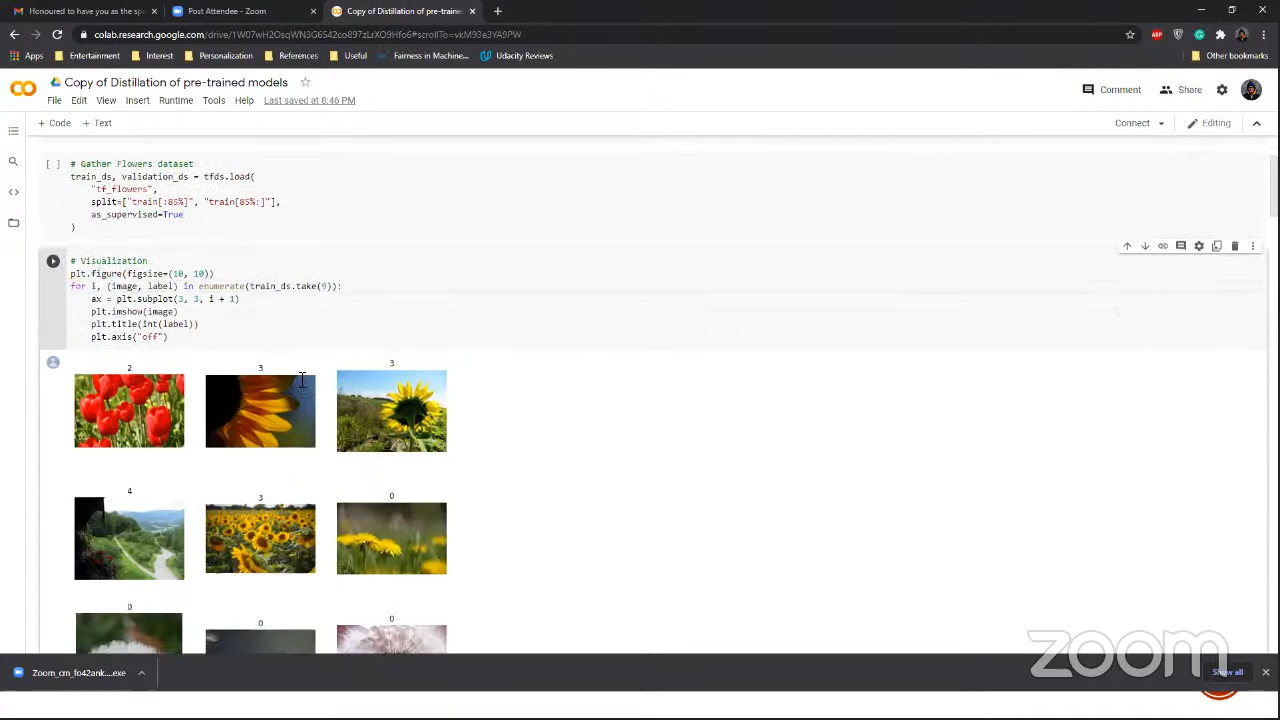 Honoured to have you as the sp
Post Attendee - Zoom
Copy of Distillation of pre-traine
colab.research.google.com/drive/1W07wH2OsqWN3G6542co897zLrXO9Hfo6#scrollTo=vkM93e3YA9PW
Apps
Entertainment
Interest
Personalization
References
Useful
Fairness in Machine...
Udacity Reviews
Other bookmarks
Copy of Distillation of pre-trained models
File Edit View Insert Runtime Tools Help Last saved at 8:46 PM
Comment
Share
+ Code + Text
Connect
Editing
[ ] # Gather Flowers dataset
train_ds, validation_ds = tfds.load(
"tf_flowers",
split=["train[:85%]", "train[85%:]"],
as_supervised=True
)
# Visualization
plt.figure(figsize=(10, 10))
for i, (image, label) in enumerate(train_ds.take(9)):
ax = plt.subplot(3, 3, i + 1)
plt.imshow(image)
plt.title(int(label))
plt.axis("off")
2 3 3
4 3 0
0 0 0
zoom
Zoom_cm_fo42ank....exe
Show all